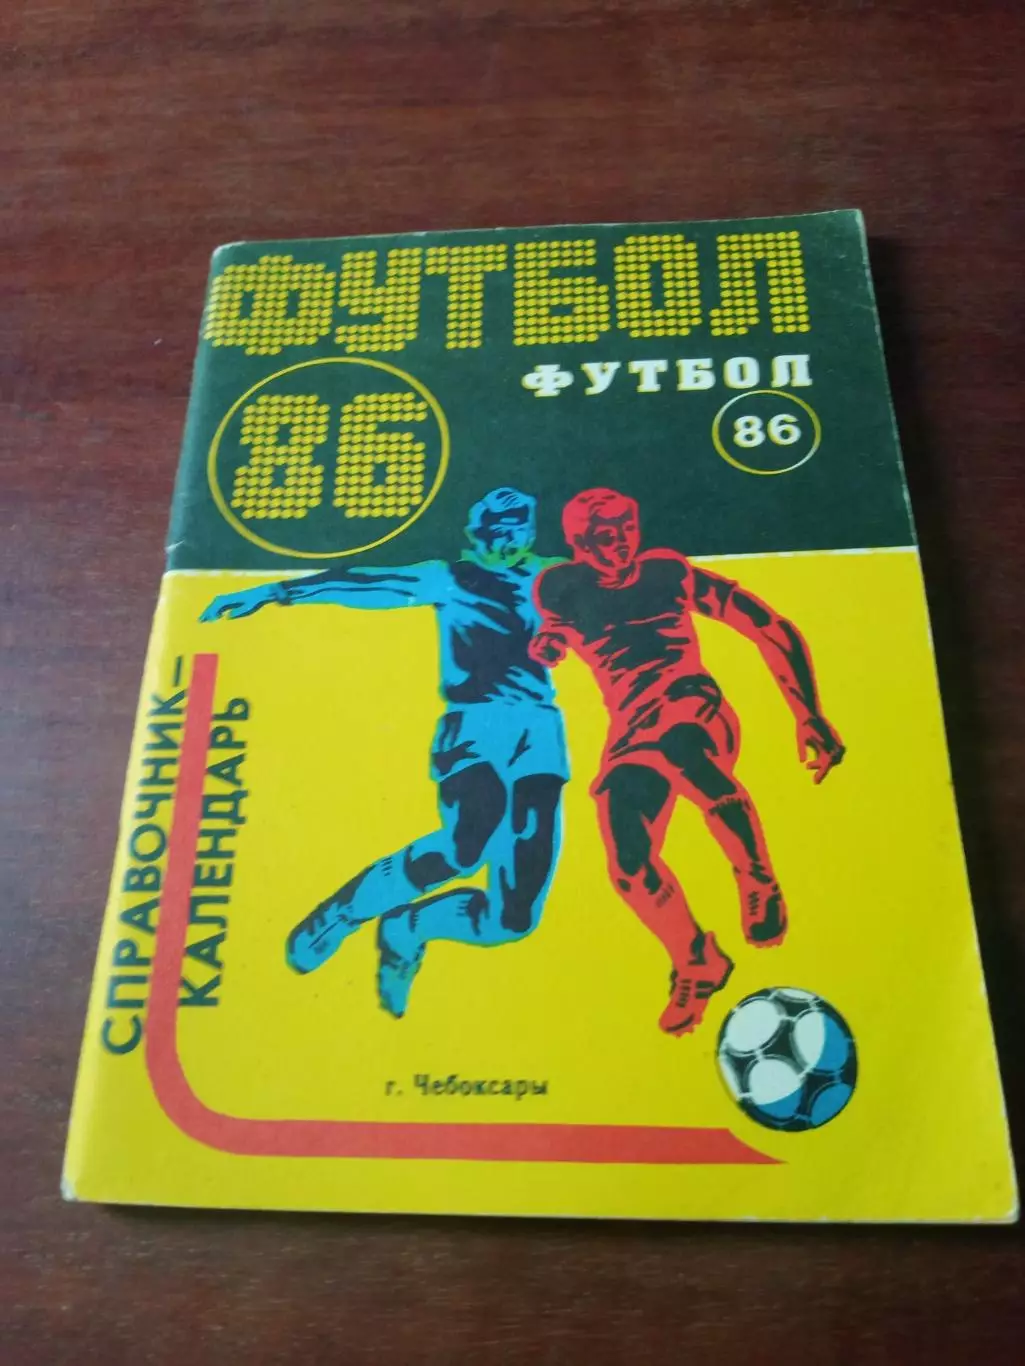 ФУТБОЛ
86
ФУТБОЛ
86
СПРАВОЧНИК–
КАЛЕНДАРЬ
г. Чебоксары